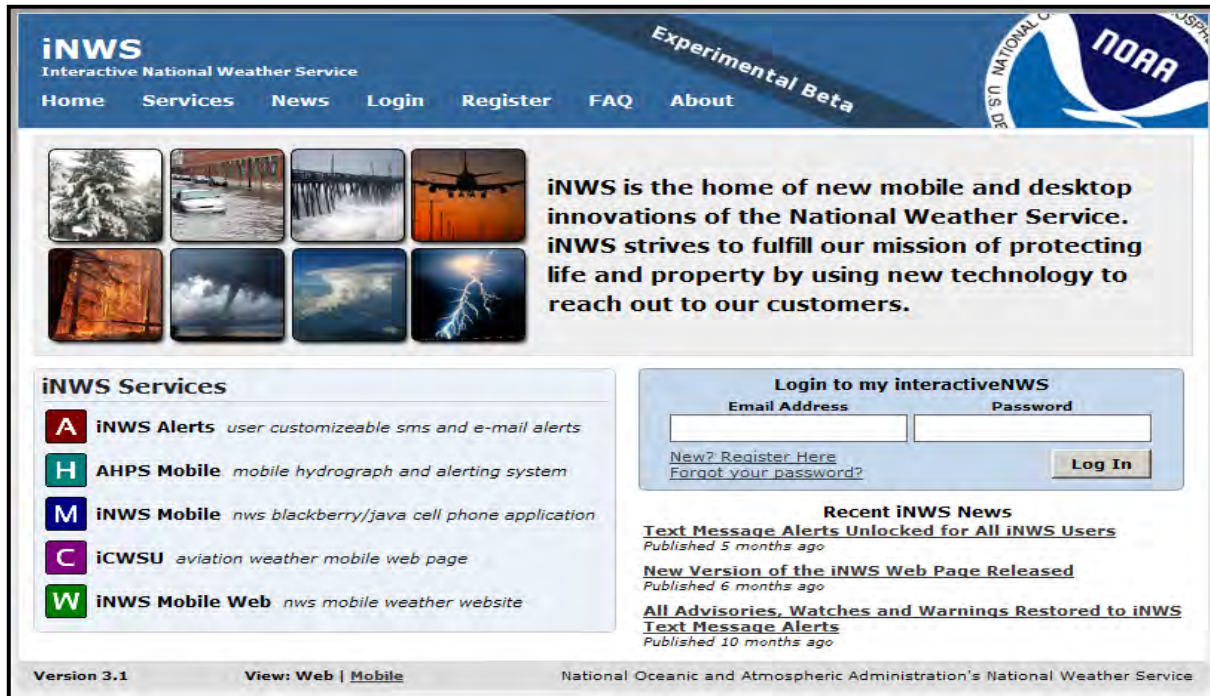 iNWS
Interactive National Weather Service
Experimental Beta
Home Services News Login Register FAQ About
NOAA
NATIONAL
U.S. DE
iNWS is the home of new mobile and desktop
innovations of the National Weather Service.
iNWS strives to fulfill our mission of protecting
life and property by using new technology to
reach out to our customers.
iNWS Services
A iNWS Alerts user customizeable sms and e-mail alerts
H AHPS Mobile mobile hydrograph and alerting system
M iNWS Mobile nws blackberry/java cell phone application
C iCWSU aviation weather mobile web page
W iNWS Mobile Web nws mobile weather website
Login to my interactiveNWS
Email Address Password
New? Register Here
Forgot your password?
Log In
Recent iNWS News
Text Message Alerts Unlocked for All iNWS Users
Published 5 months ago
New Version of the iNWS Web Page Released
Published 6 months ago
All Advisories, Watches and Warnings Restored to iNWS
Text Message Alerts
Published 10 months ago
Version 3.1 View: Web | Mobile National Oceanic and Atmospheric Administration's National Weather Service